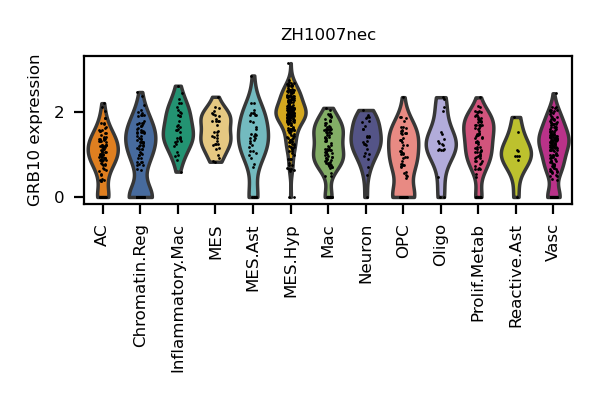 ZH1007nec
GRB10 expression
2
0
AC
Chromatin.Reg
Inflammatory.Mac
MES
MES.Ast
MES.Hyp
Mac
Neuron
OPC
Oligo
Prolif.Metab
Reactive.Ast
Vasc